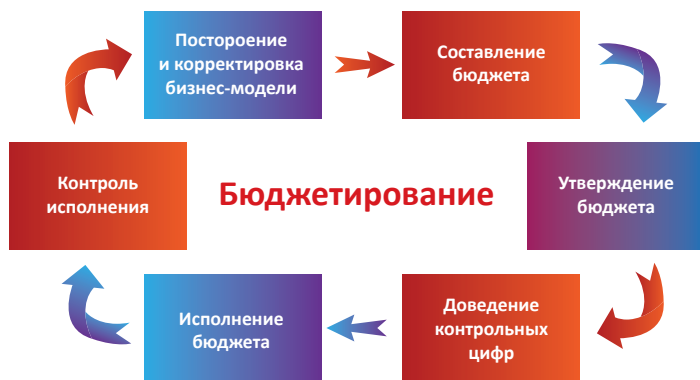 Постороение
и корректировка
бизнес-модели
Составление
бюджета
Контроль
исполнения
Бюджетирование
Утверждение
бюджета
Исполнение
бюджета
Доведение
контрольных
цифр